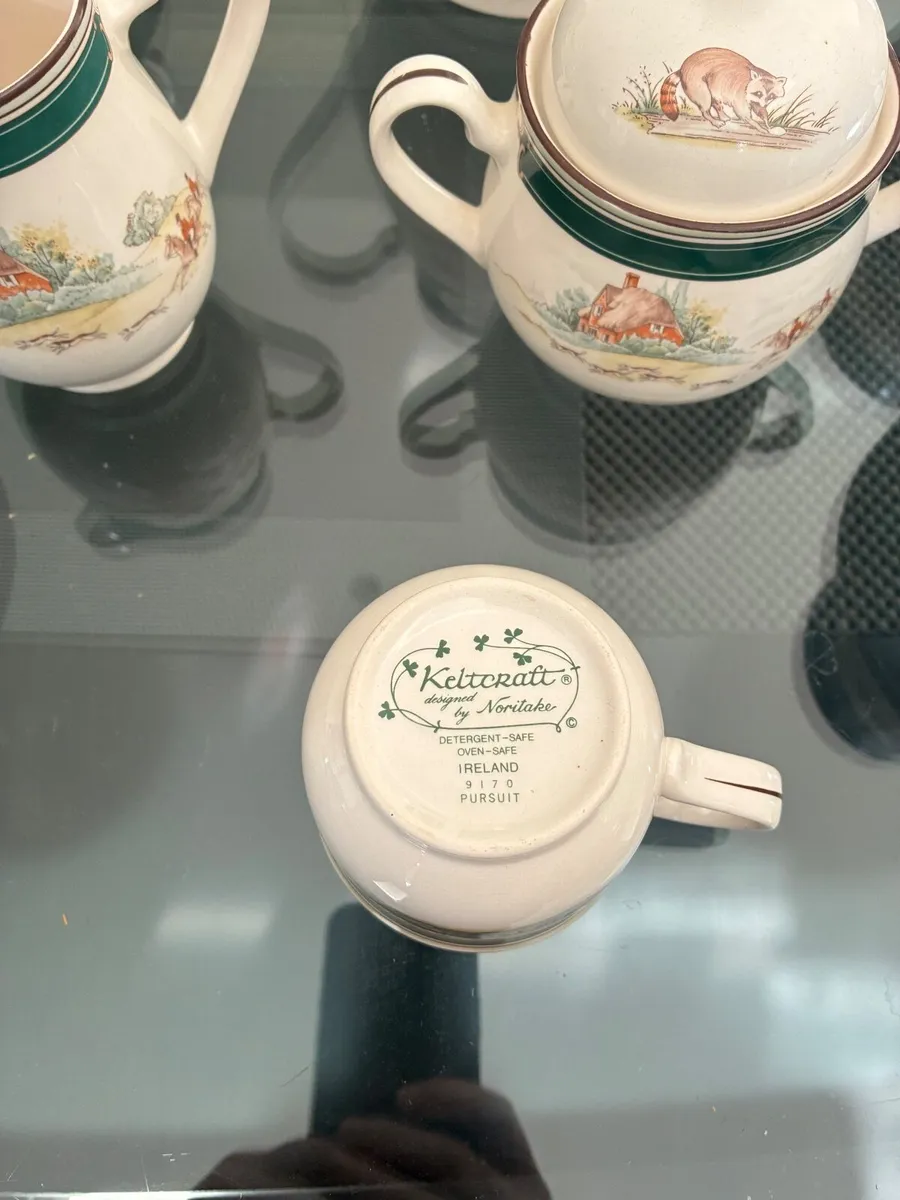 Keltcraft ®
designed
by Noritake
©
DETERGENT-SAFE
OVEN-SAFE
IRELAND
9170
PURSUIT